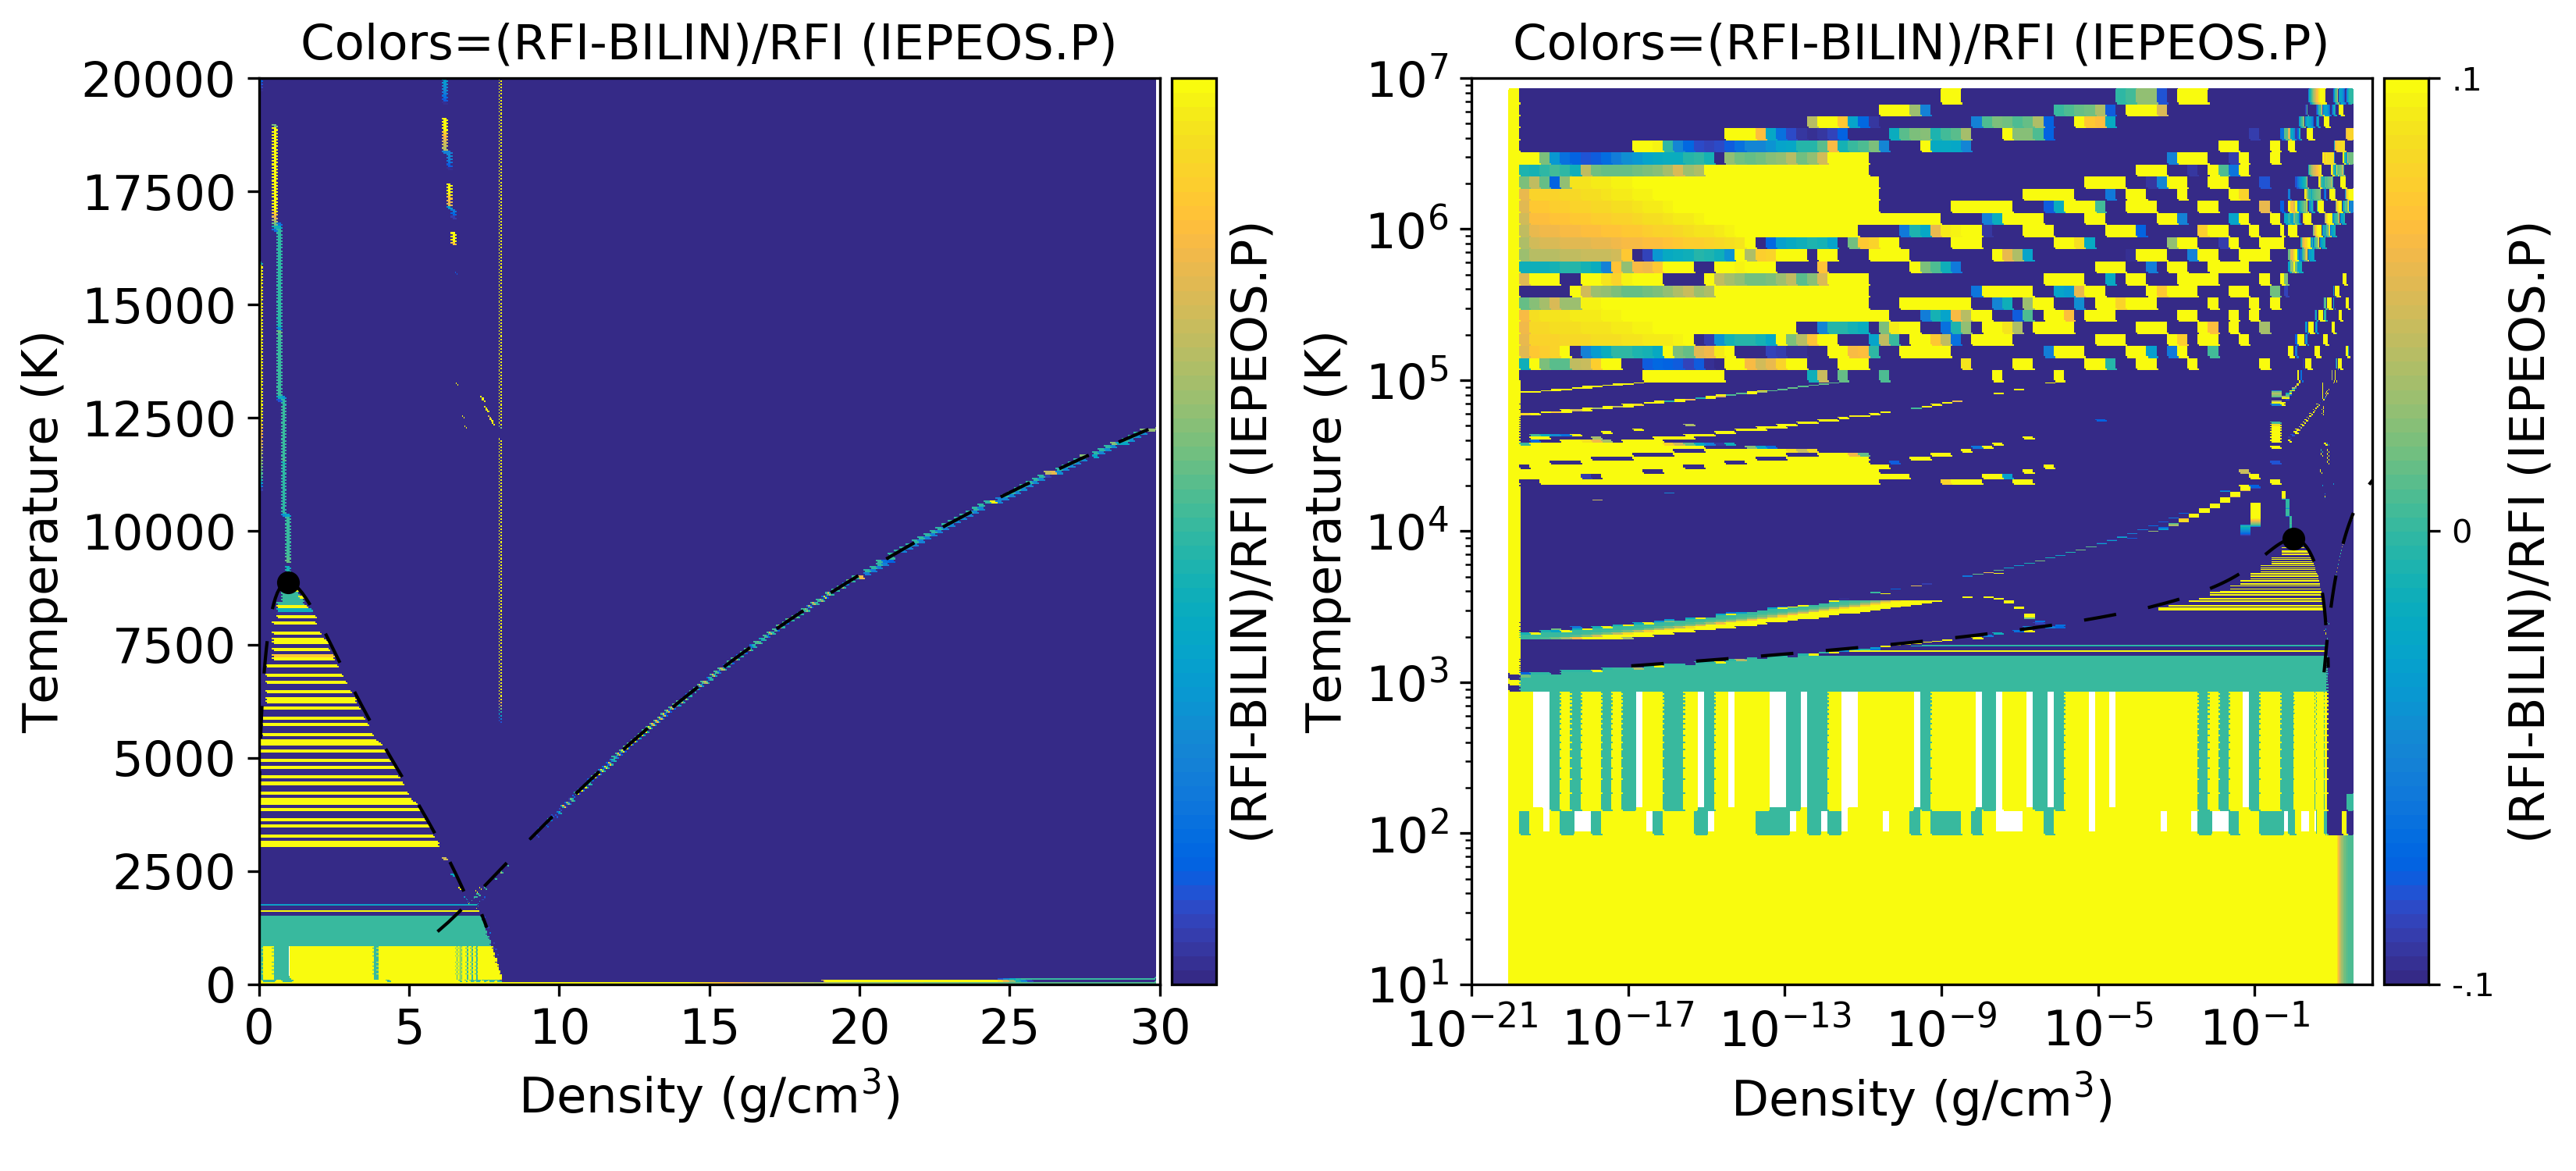 Colors=(RFI-BILIN)/RFI (IEPEOS.P)
20000
17500
15000
12500
10000
7500
5000
2500
0
Temperature (K)
0 5 10 15 20 25 30
Density (g/cm³)
(RFI-BILIN)/RFI (IEPEOS.P)
Colors=(RFI-BILIN)/RFI (IEPEOS.P)
10⁷
10⁶
10⁵
10⁴
10³
10²
10¹
Temperature (K)
10⁻²¹ 10⁻¹⁷ 10⁻¹³ 10⁻⁹ 10⁻⁵ 10⁻¹
Density (g/cm³)
.1
0
-.1
(RFI-BILIN)/RFI (IEPEOS.P)